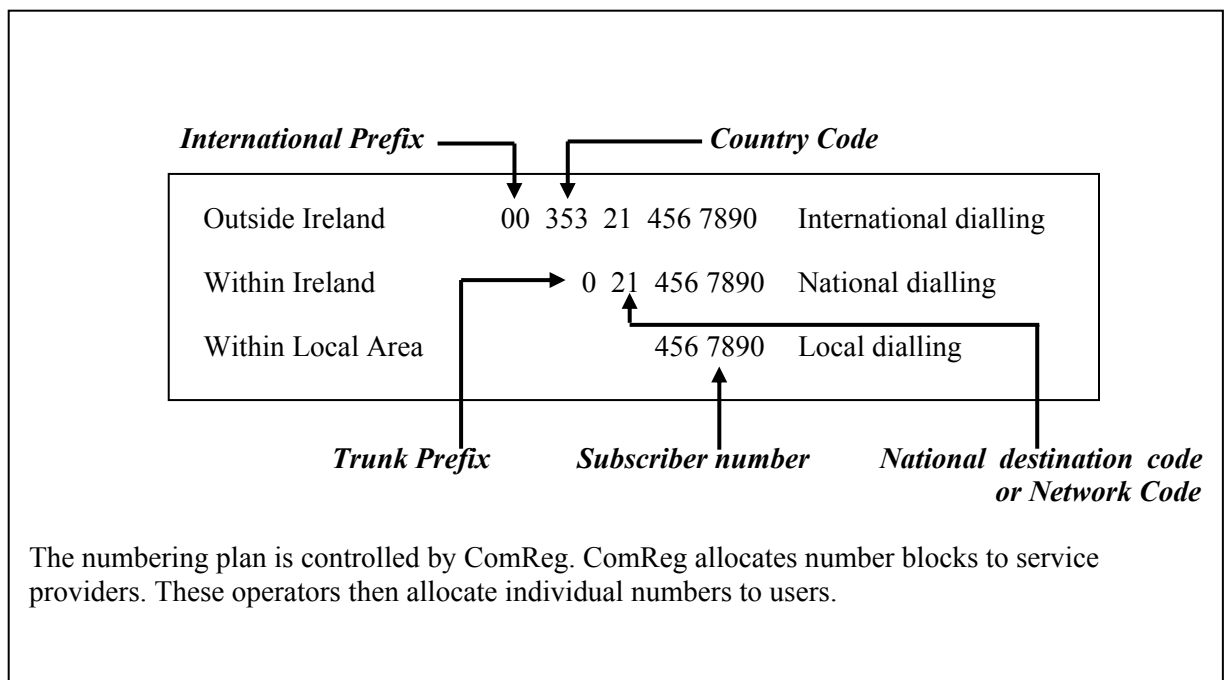 International Prefix Country Code
Outside Ireland 00 353 21 456 7890 International dialling
Within Ireland 0 21 456 7890 National dialling
Within Local Area 456 7890 Local dialling
Trunk Prefix Subscriber number National destination code
or Network Code
The numbering plan is controlled by ComReg. ComReg allocates number blocks to service
providers. These operators then allocate individual numbers to users.